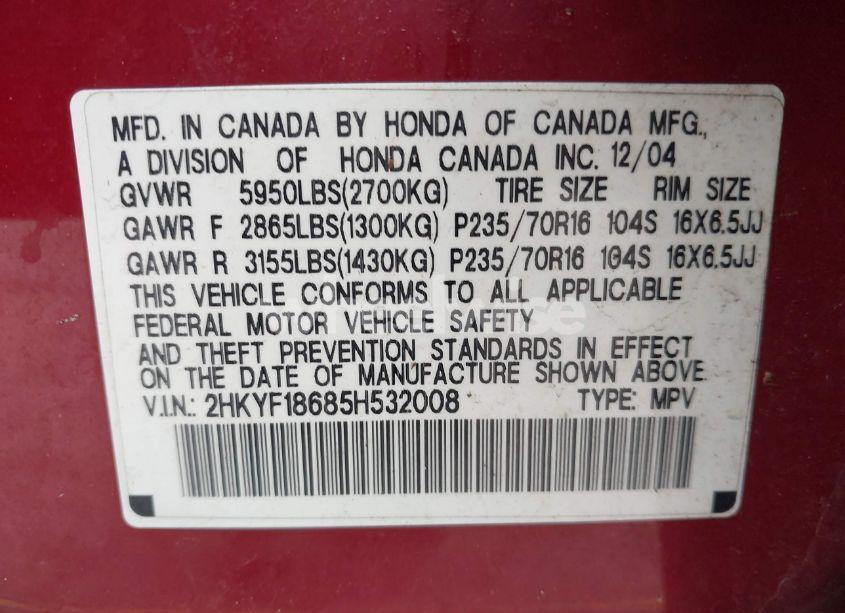 MFD. IN CANADA BY HONDA OF CANADA MFG.,
A DIVISION OF HONDA CANADA INC. 12/04
GVWR 5950LBS(2700KG) TIRE SIZE RIM SIZE
GAWR F 2865LBS(1300KG) P235/70R16 104S 16X6.5JJ
GAWR R 3155LBS(1430KG) P235/70R16 104S 16X6.5JJ
THIS VEHICLE CONFORMS TO ALL APPLICABLE
FEDERAL MOTOR VEHICLE SAFETY
AND THEFT PREVENTION STANDARDS IN EFFECT
ON THE DATE OF MANUFACTURE SHOWN ABOVE.
V.I.N.: 2HKYF18685H532008 TYPE: MPV